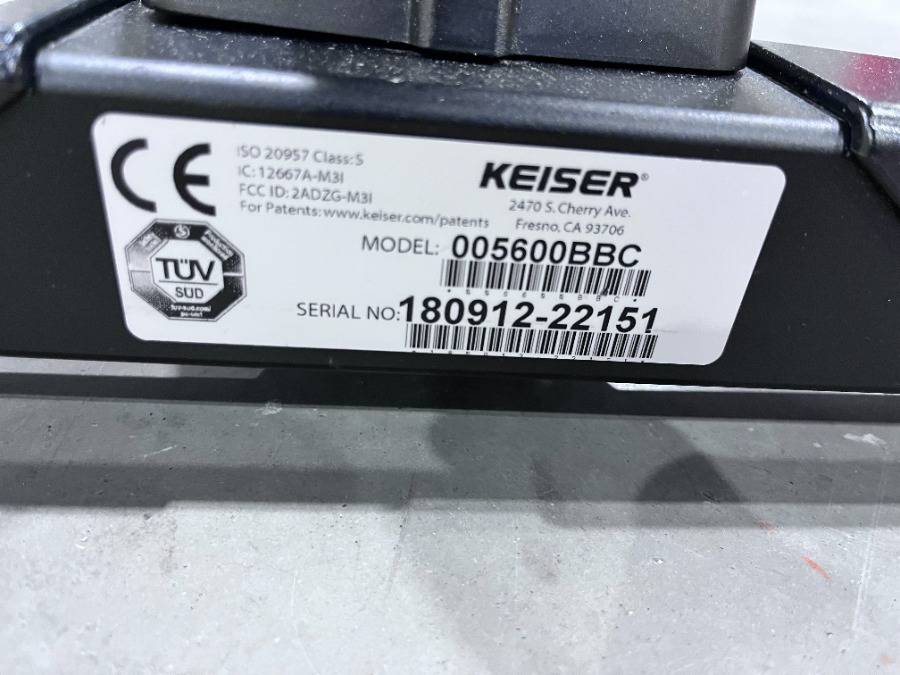 CE
ISO 20957 Class: S
IC: 12667A-M3I
FCC ID: 2ADZG-M3I
For Patents: www.keiser.com/patents
KEISER®
2470 S. Cherry Ave.
Fresno, CA 93706
MODEL: 005600BBC
TÜV
SÜD
SERIAL NO: 180912-22151